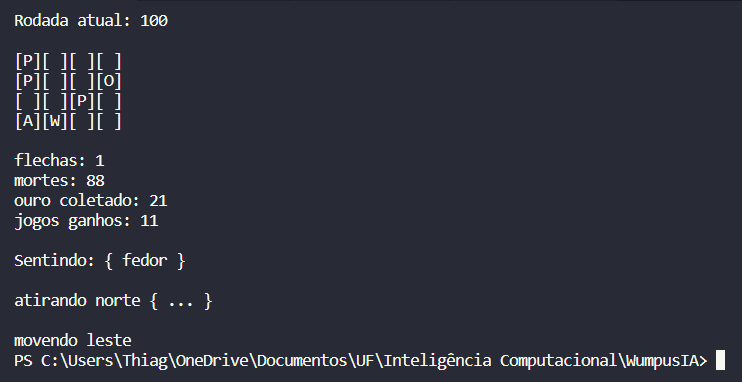 Rodada atual: 100
[P][ ][ ][ ]
[P][ ][ ][O]
[ ][ ][P][ ]
[A][W][ ][ ]
flechas: 1
mortes: 88
ouro coletado: 21
jogos ganhos: 11
Sentindo: { fedor }
atirando norte { ... }
movendo leste
PS C:\Users\Thiag\OneDrive\Documentos\UF\Inteligência Computacional\WumpusIA>